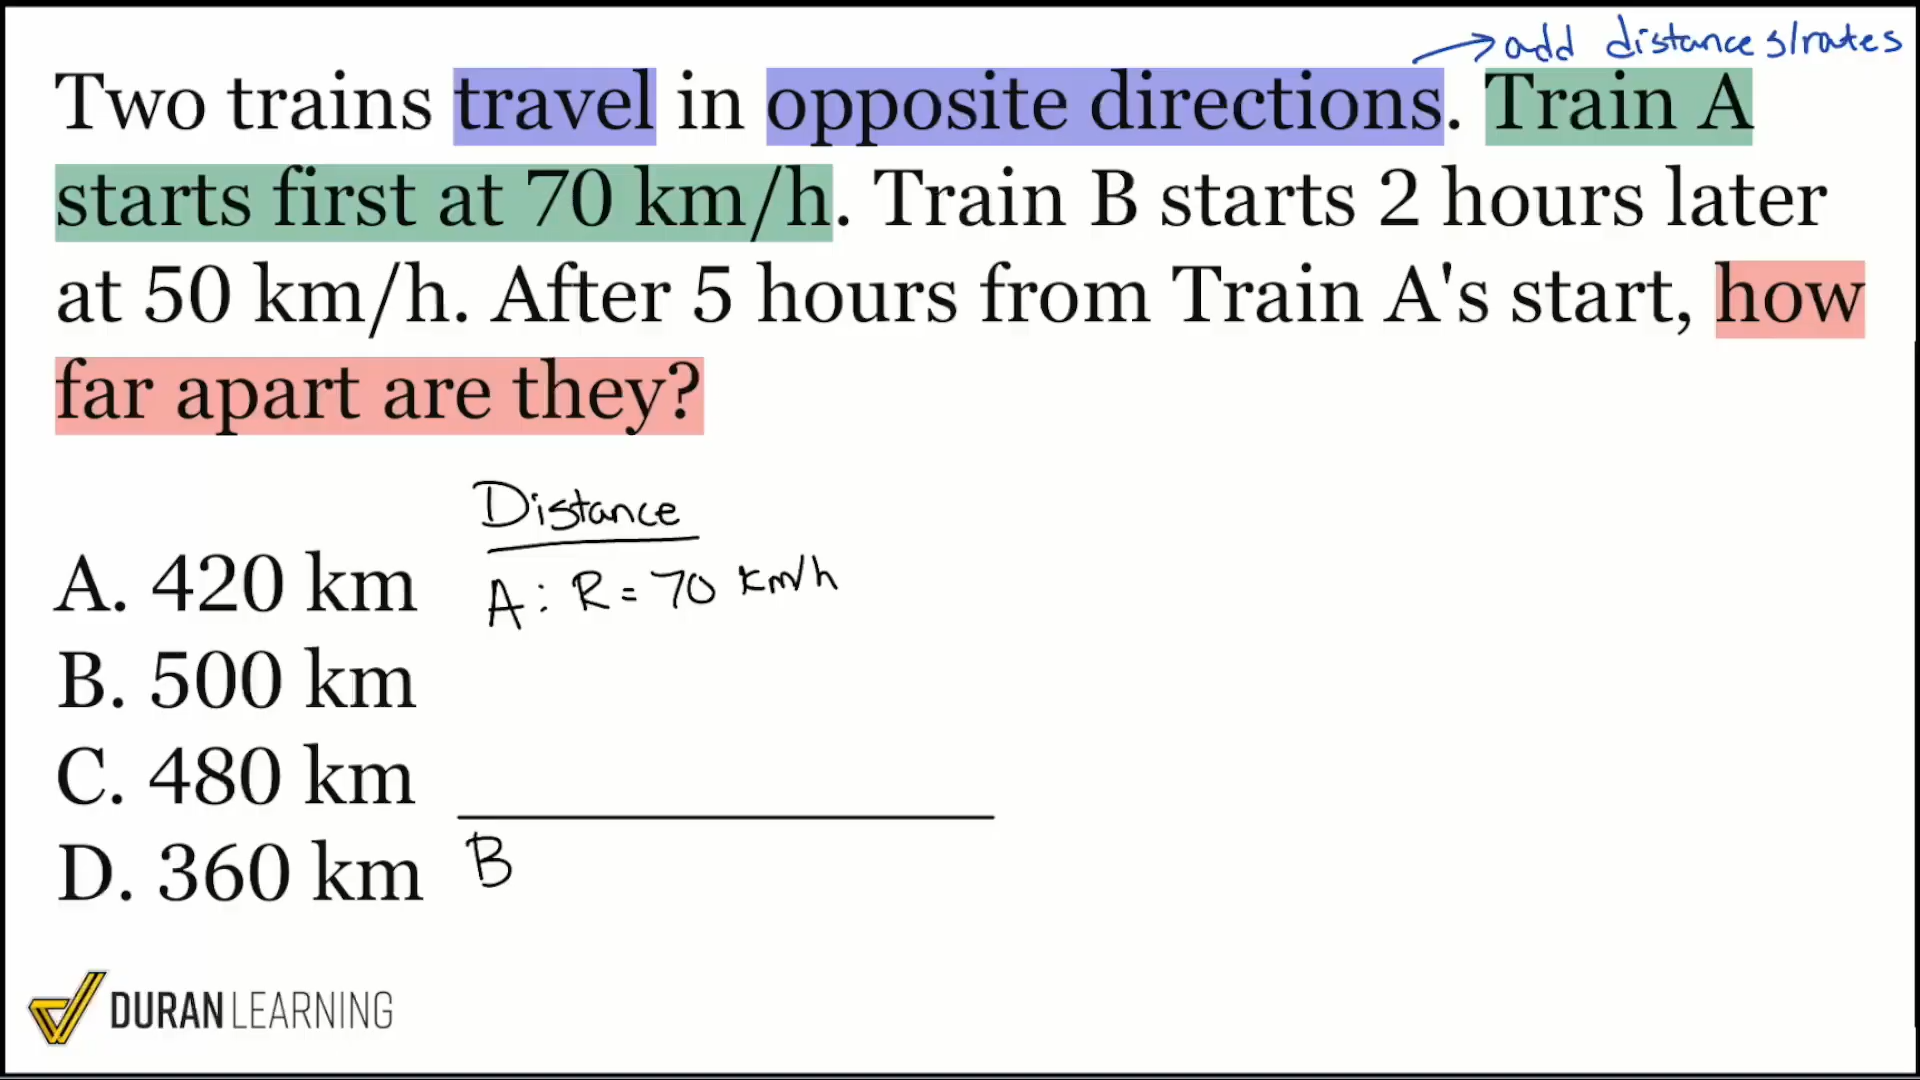 → add distances/rates
Two trains travel in opposite directions. Train A
starts first at 70 km/h. Train B starts 2 hours later
at 50 km/h. After 5 hours from Train A's start, how
far apart are they?
Distance
A: R = 70 km/h
A. 420 km
B. 500 km
C. 480 km
D. 360 km
B
DURAN LEARNING